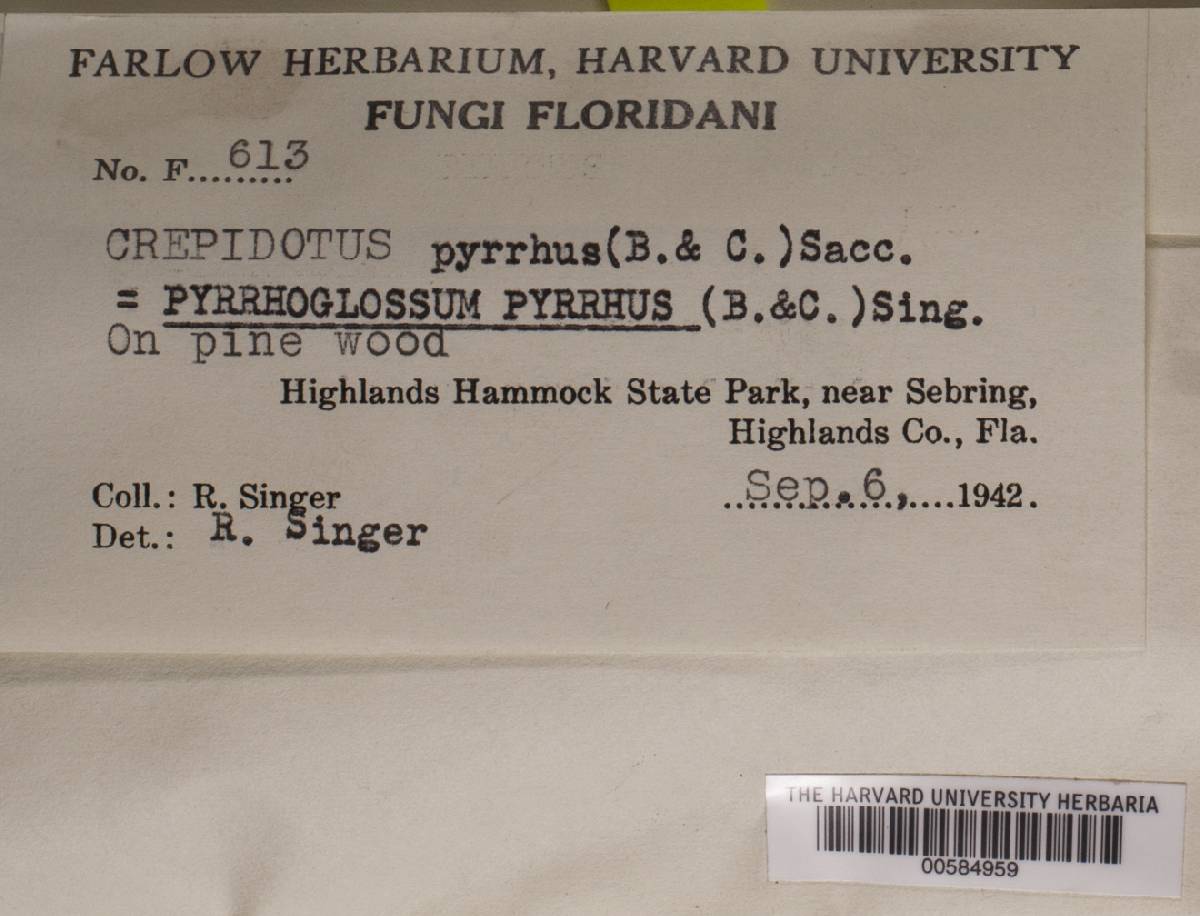 FARLOW HERBARIUM, HARVARD UNIVERSITY
FUNGI FLORIDANI
No. F.........613
CREPIDOTUS pyrrhus(B.& C.)Sacc.
= PYRRHOGLOSSUM PYRRHUS (B.&C.)Sing.
On pine wood
Highlands Hammock State Park, near Sebring,
Highlands Co., Fla.
Coll.: R. Singer
..Sep. 6,....1942.
Det.: R. Singer
THE HARVARD UNIVERSITY HERBARIA
00584959